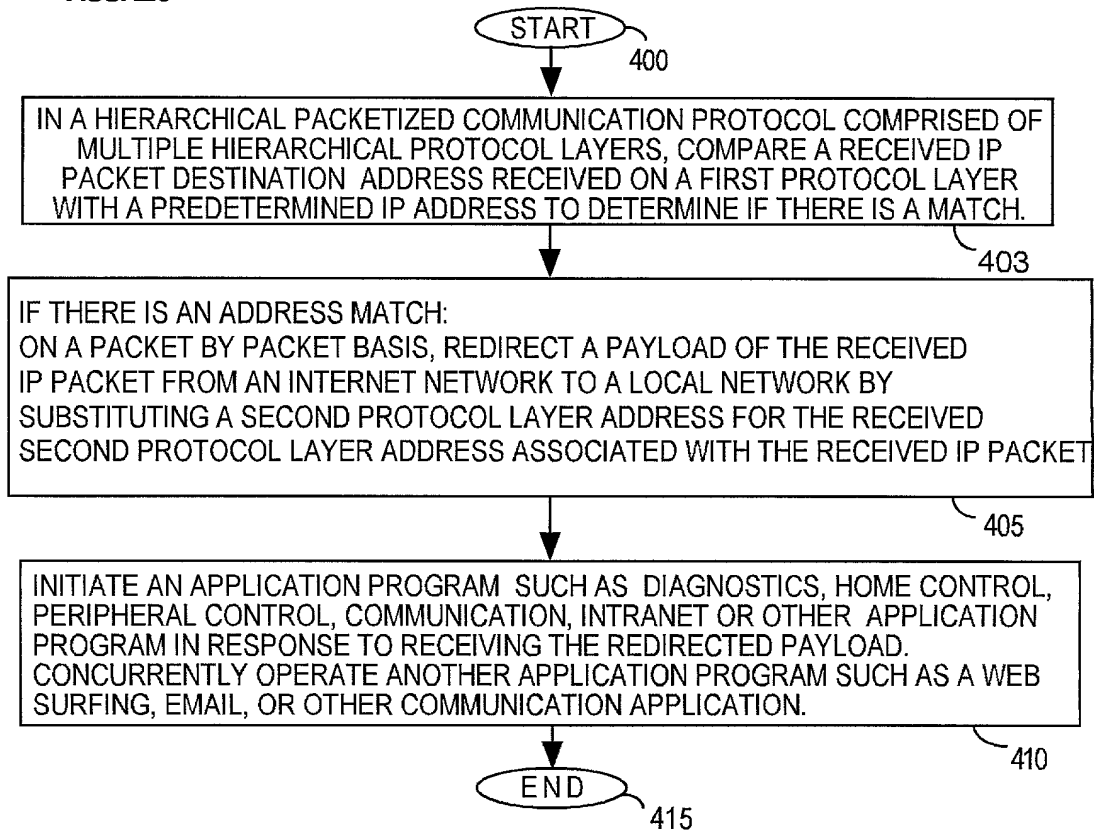 START
400
IN A HIERARCHICAL PACKETIZED COMMUNICATION PROTOCOL COMPRISED OF
MULTIPLE HIERARCHICAL PROTOCOL LAYERS, COMPARE A RECEIVED IP
PACKET DESTINATION ADDRESS RECEIVED ON A FIRST PROTOCOL LAYER
WITH A PREDETERMINED IP ADDRESS TO DETERMINE IF THERE IS A MATCH.
403
IF THERE IS AN ADDRESS MATCH:
ON A PACKET BY PACKET BASIS, REDIRECT A PAYLOAD OF THE RECEIVED
IP PACKET FROM AN INTERNET NETWORK TO A LOCAL NETWORK BY
SUBSTITUTING A SECOND PROTOCOL LAYER ADDRESS FOR THE RECEIVED
SECOND PROTOCOL LAYER ADDRESS ASSOCIATED WITH THE RECEIVED IP PACKET
405
INITIATE AN APPLICATION PROGRAM SUCH AS DIAGNOSTICS, HOME CONTROL,
PERIPHERAL CONTROL, COMMUNICATION, INTRANET OR OTHER APPLICATION
PROGRAM IN RESPONSE TO RECEIVING THE REDIRECTED PAYLOAD.
CONCURRENTLY OPERATE ANOTHER APPLICATION PROGRAM SUCH AS A WEB
SURFING, EMAIL, OR OTHER COMMUNICATION APPLICATION.
410
END
415